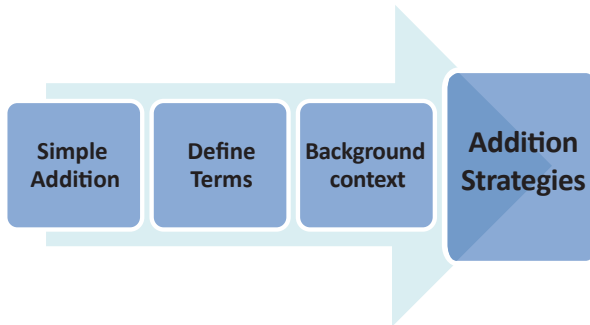 Simple
Addition
Define
Terms
Background
context
Addition
Strategies